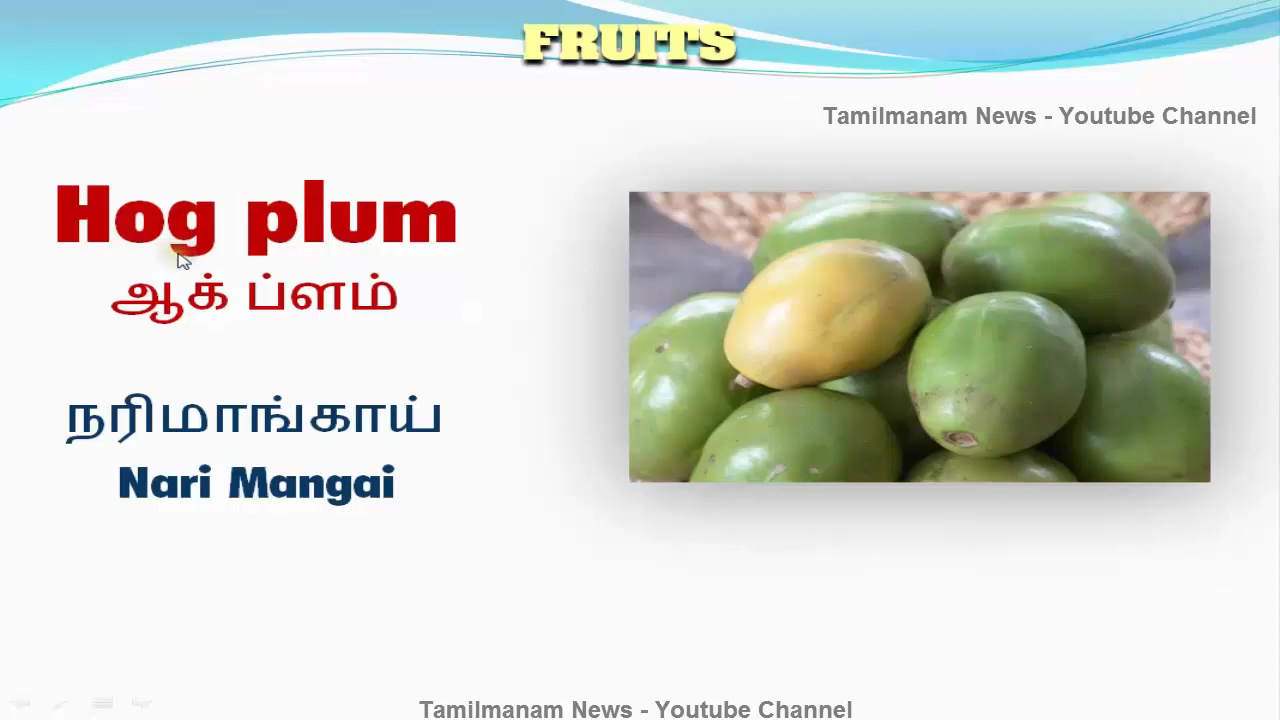 FRUITS
Tamilmanam News - Youtube Channel
Hog plum
ஆக் ப்ளம்
நரிமாங்காய்
Nari Mangai
Tamilmanam News - Youtube Channel